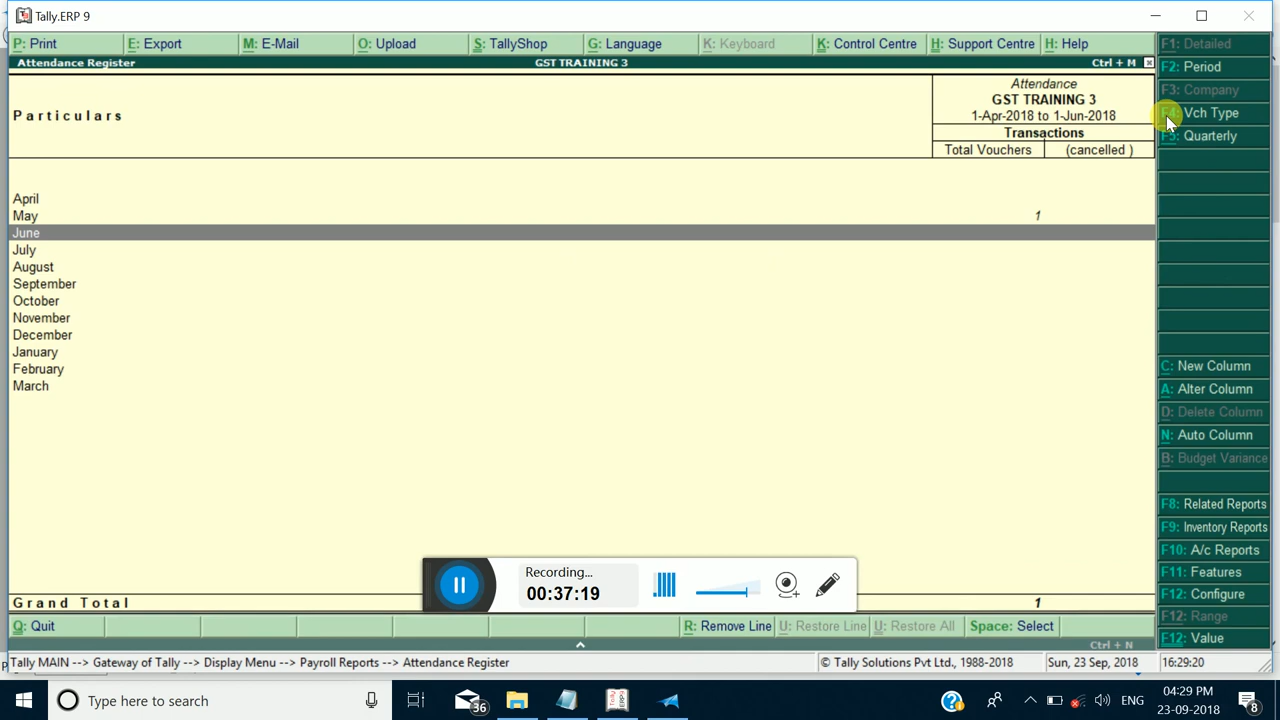 Tally.ERP 9
P: Print E: Export M: E-Mail O: Upload S: TallyShop G: Language K: Keyboard K: Control Centre H: Support Centre H: Help
F1: Detailed
Attendance Register GST TRAINING 3 Ctrl + M
F2: Period
F3: Company
F4: Vch Type
F5: Quarterly
Particulars
Attendance
GST TRAINING 3
1-Apr-2018 to 1-Jun-2018
Transactions
Total Vouchers (cancelled )
April
May 1
June
July
August
September
October
November
December
January
February
March
C: New Column
A: Alter Column
D: Delete Column
N: Auto Column
B: Budget Variance
F8: Related Reports
F9: Inventory Reports
F10: A/c Reports
F11: Features
F12: Configure
F12: Range
F12: Value
Recording...
00:37:19
Grand Total 1
Q: Quit R: Remove Line U: Restore Line U: Restore All Space: Select
Ctrl + N
Tally MAIN --> Gateway of Tally --> Display Menu --> Payroll Reports --> Attendance Register © Tally Solutions Pvt Ltd., 1988-2018 Sun, 23 Sep, 2018 16:29:20
Type here to search 36 ENG 04:29 PM
23-09-2018 8